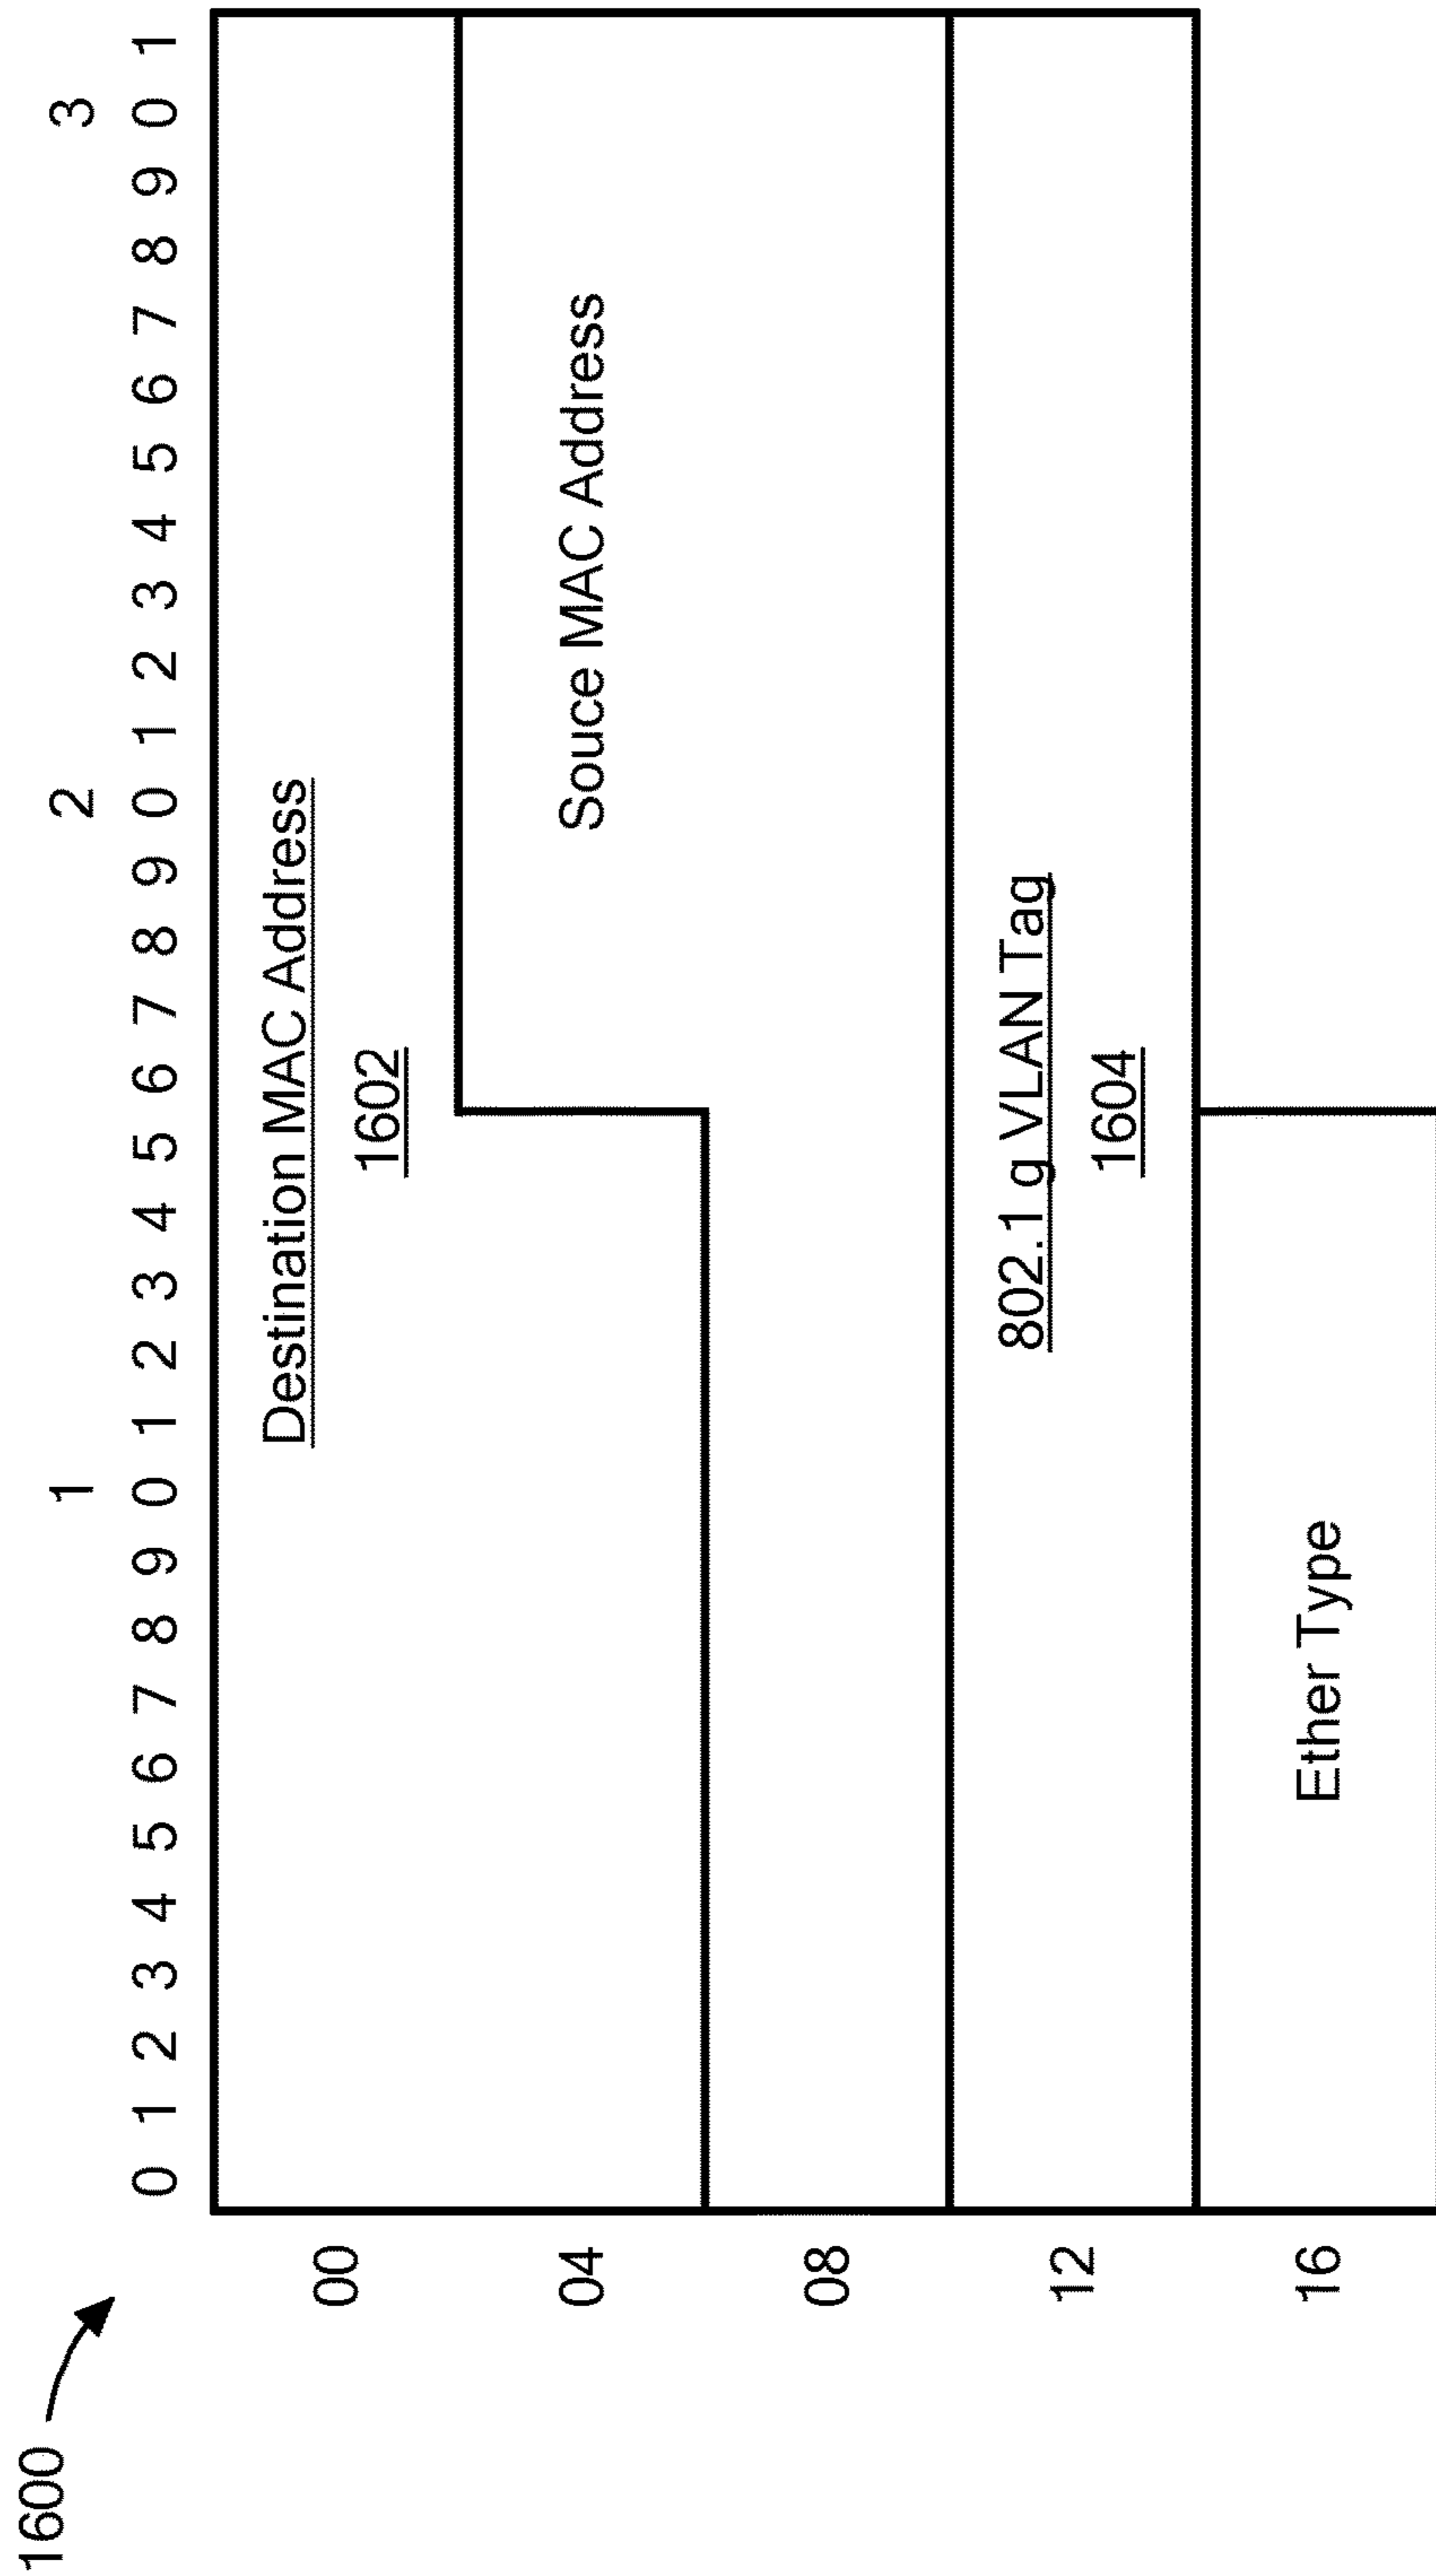 1600
1 2 3
0 1 2 3 4 5 6 7 8 9 0 1 2 3 4 5 6 7 8 9 0 1 2 3 4 5 6 7 8 9 0 1
00
Destination MAC Address
1602
04
Souce MAC Address
08
12
802.1 g VLAN Tag
1604
16
Ether Type